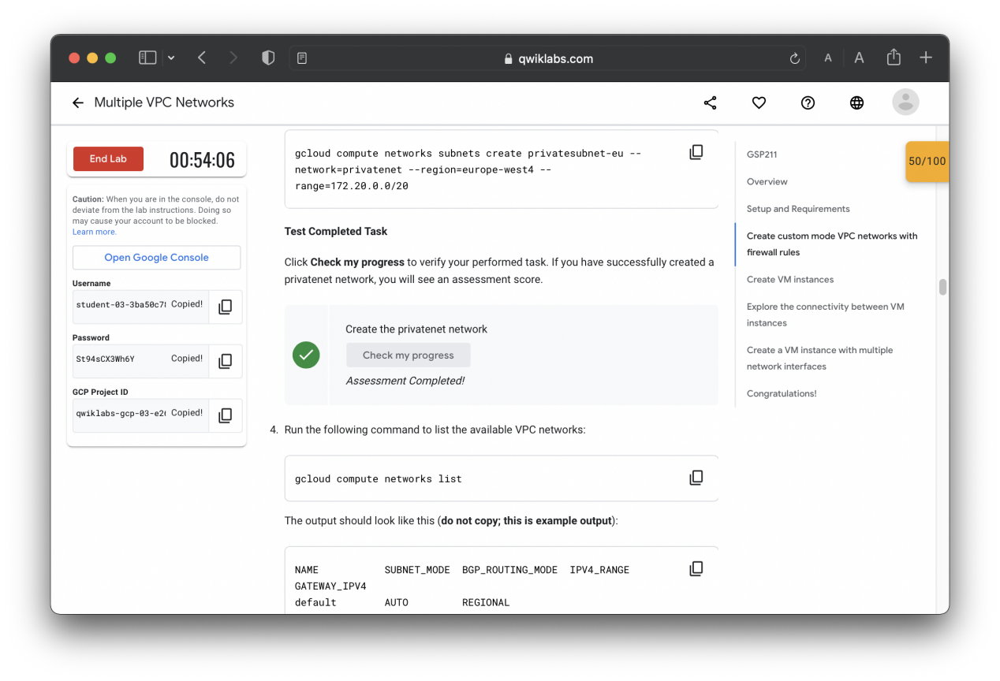 qwiklabs.com
A
A
Multiple VPC Networks
End Lab
00:54:06
Caution: When you are in the console, do not
deviate from the lab instructions. Doing so
may cause your account to be blocked.
Learn more.
Open Google Console
Username
student-03-3ba50c7 Copied!
Password
St94sCX3Wh6Y Copied!
GCP Project ID
qwiklabs-gcp-03-e2 Copied!
gcloud compute networks subnets create privatesubnet-eu --
network=privatenet --region=europe-west4 --
range=172.20.0.0/20
Test Completed Task
Click Check my progress to verify your performed task. If you have successfully created a
privatenet network, you will see an assessment score.
Create the privatenet network
Check my progress
Assessment Completed!
4. Run the following command to list the available VPC networks:
gcloud compute networks list
The output should look like this (do not copy; this is example output):
NAME SUBNET_MODE BGP_ROUTING_MODE IPV4_RANGE
GATEWAY_IPV4
default AUTO REGIONAL
GSP211
Overview
Setup and Requirements
Create custom mode VPC networks with
firewall rules
Create VM instances
Explore the connectivity between VM
instances
Create a VM instance with multiple
network interfaces
Congratulations!
50/100